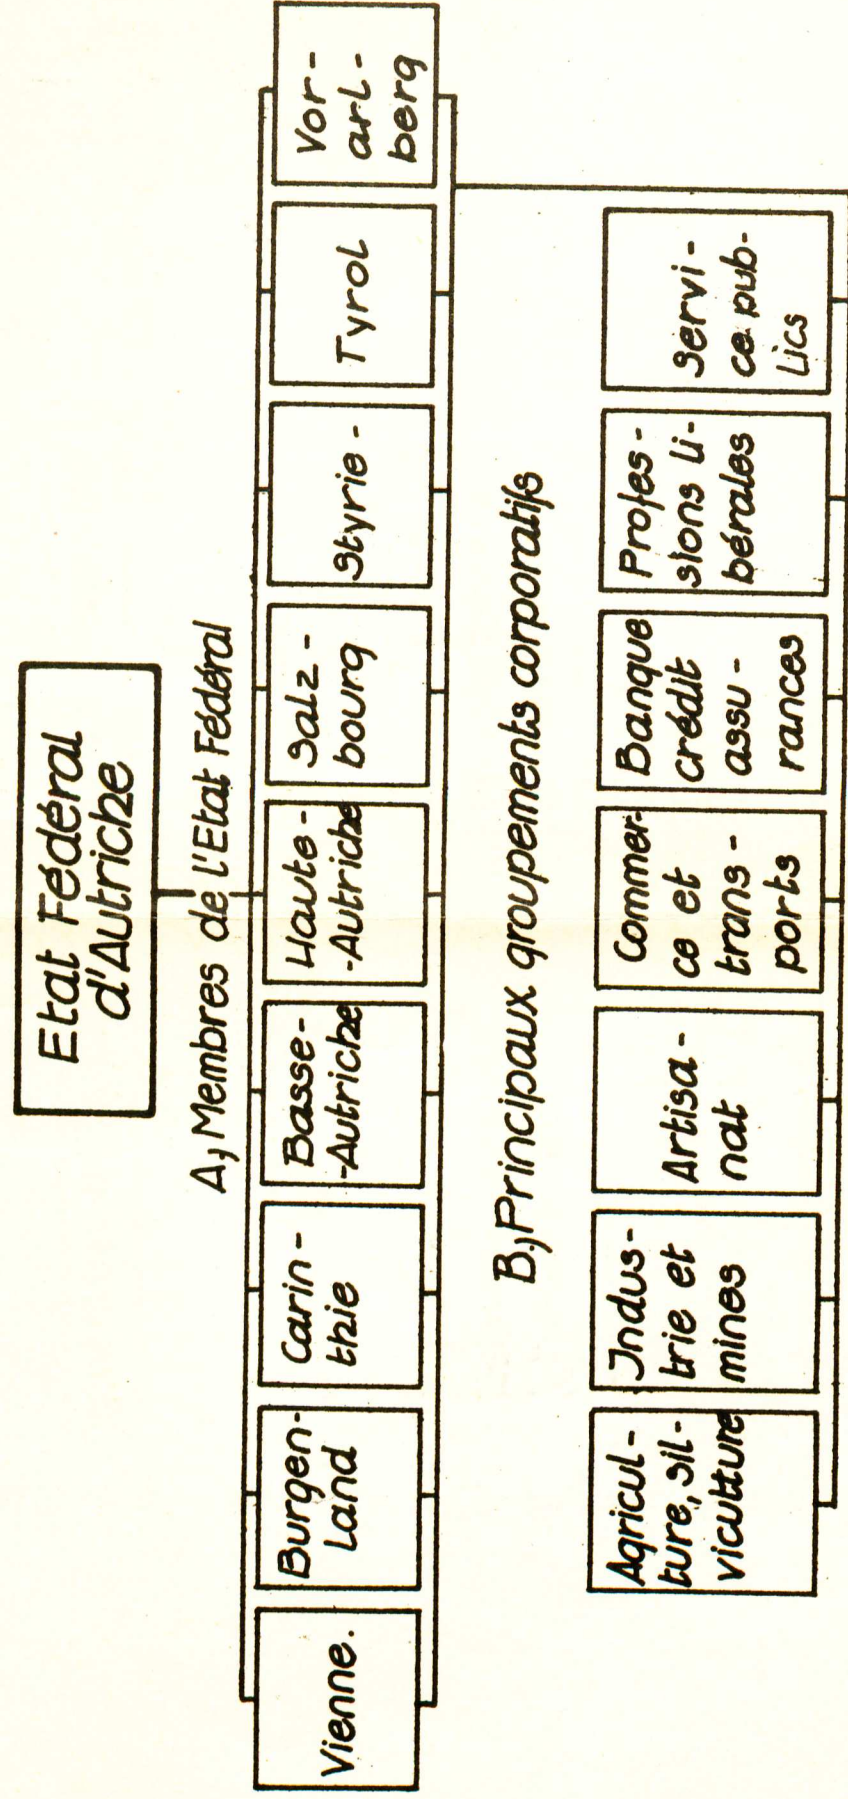 Etat Fédéral
d'Autriche
A, Membres de l'Etat Fédéral
Vienne.
Burgen-
land
Carin-
thie
Basse-
-Autriche
Haute-
-Autriche
Salz-
bourg
Styrie-
Tyrol
Vor-
arl-
berg
B., Principaux groupements corporatifs
Agricul-
ture, sil-
viculture
Indus-
trie et
mines
Artisa-
nat
Commer-
ce et
trans-
ports
Banque
crédit
assu-
rances
Profes-
sions li-
bérales
Servi-
ce pub-
lics